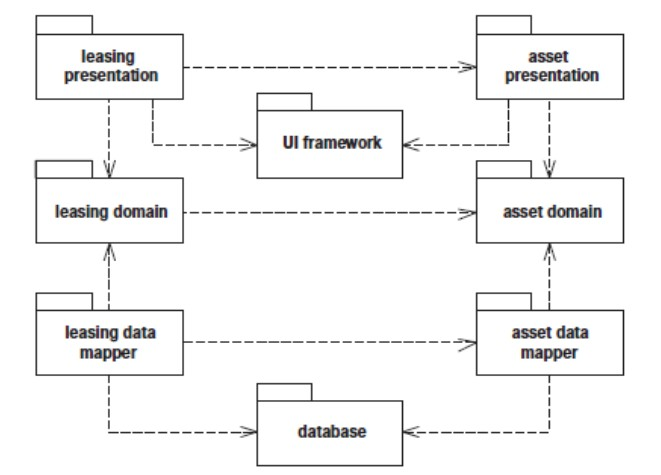 leasing
presentation
asset
presentation
UI framework
leasing domain
asset domain
leasing data
mapper
asset data
mapper
database